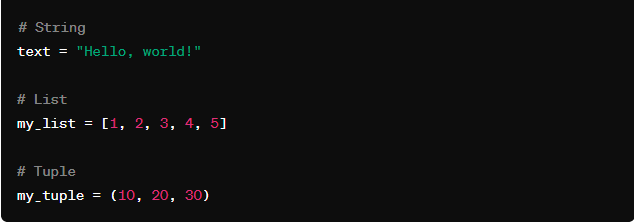 # String
text = "Hello, world!"
# List
my_list = [1, 2, 3, 4, 5]
# Tuple
my_tuple = (10, 20, 30)